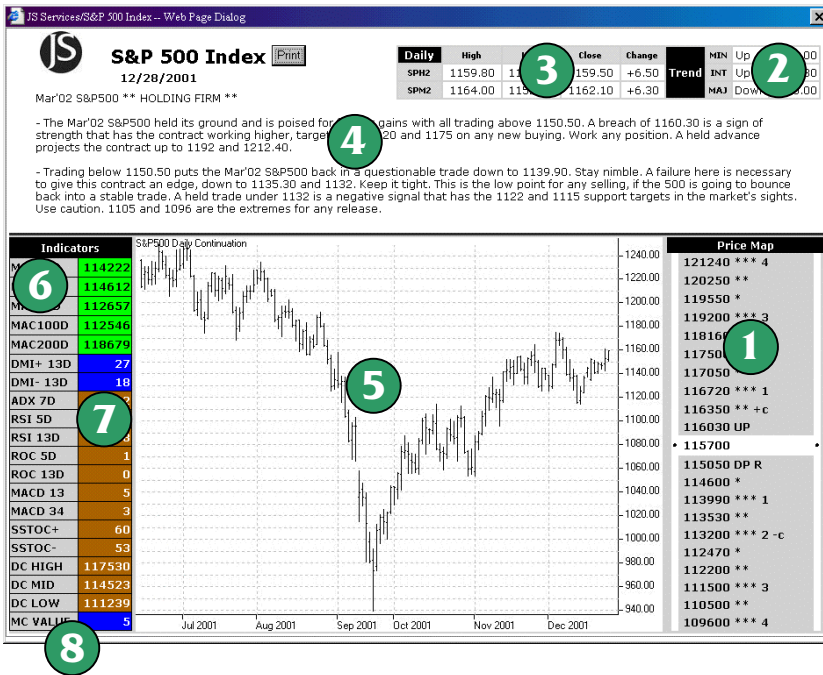 JS Services/S&P 500 Index -- Web Page Dialog
JS
S&P 500 Index Print
12/28/2001
Daily High Close Change
SPH2 1159.80 159.50 +6.50
SPM2 1164.00 1162.10 +6.30
Trend
MIN Up
INT Up
MAJ Down
3
2
Mar'02 S&P500 ** HOLDING FIRM **
- The Mar'02 S&P500 held its ground and is poised for gains with all trading above 1150.50. A breach of 1160.30 is a sign of
strength that has the contract working higher, 20 and 1175 on any new buying. Work any position. A held advance
projects the contract up to 1192 and 1212.40.
4
- Trading below 1150.50 puts the Mar'02 S&P500 back in a questionable trade down to 1139.90. Stay nimble. A failure here is necessary
to give this contract an edge, down to 1135.30 and 1132. Keep it tight. This is the low point for any selling, if the 500 is going to bounce
back into a stable trade. A held trade under 1132 is a negative signal that has the 1122 and 1115 support targets in the market's sights.
Use caution. 1105 and 1096 are the extremes for any release.
Indicators
114222
114612
112657
MAC100D 112546
MAC200D 118679
DMI+ 13D 27
DMI- 13D 18
ADX 7D
RSI 5D
RSI 13D
ROC 5D 1
ROC 13D 0
MACD 13 5
MACD 34 3
SSTOC+ 60
SSTOC- 53
DC HIGH 117530
DC MID 114523
DC LOW 111239
MC VALUE 5
6
7
8
S&P500 Daily Continuation
5
1240.00
1220.00
1200.00
1180.00
1160.00
1140.00
1120.00
1100.00
1080.00
1060.00
1040.00
1020.00
1000.00
980.00
960.00
940.00
Jul 2001 Aug 2001 Sep 2001 Oct 2001 Nov 2001 Dec 2001
Price Map
121240 *** 4
120250 **
119550 *
119200 *** 3
11816
11750
117050
116720 *** 1
116350 ** +c
116030 UP
115700
115050 DP R
114600 *
113990 *** 1
113530 **
113200 *** 2 -c
112470 *
112200 **
111500 *** 3
110500 **
109600 *** 4
1